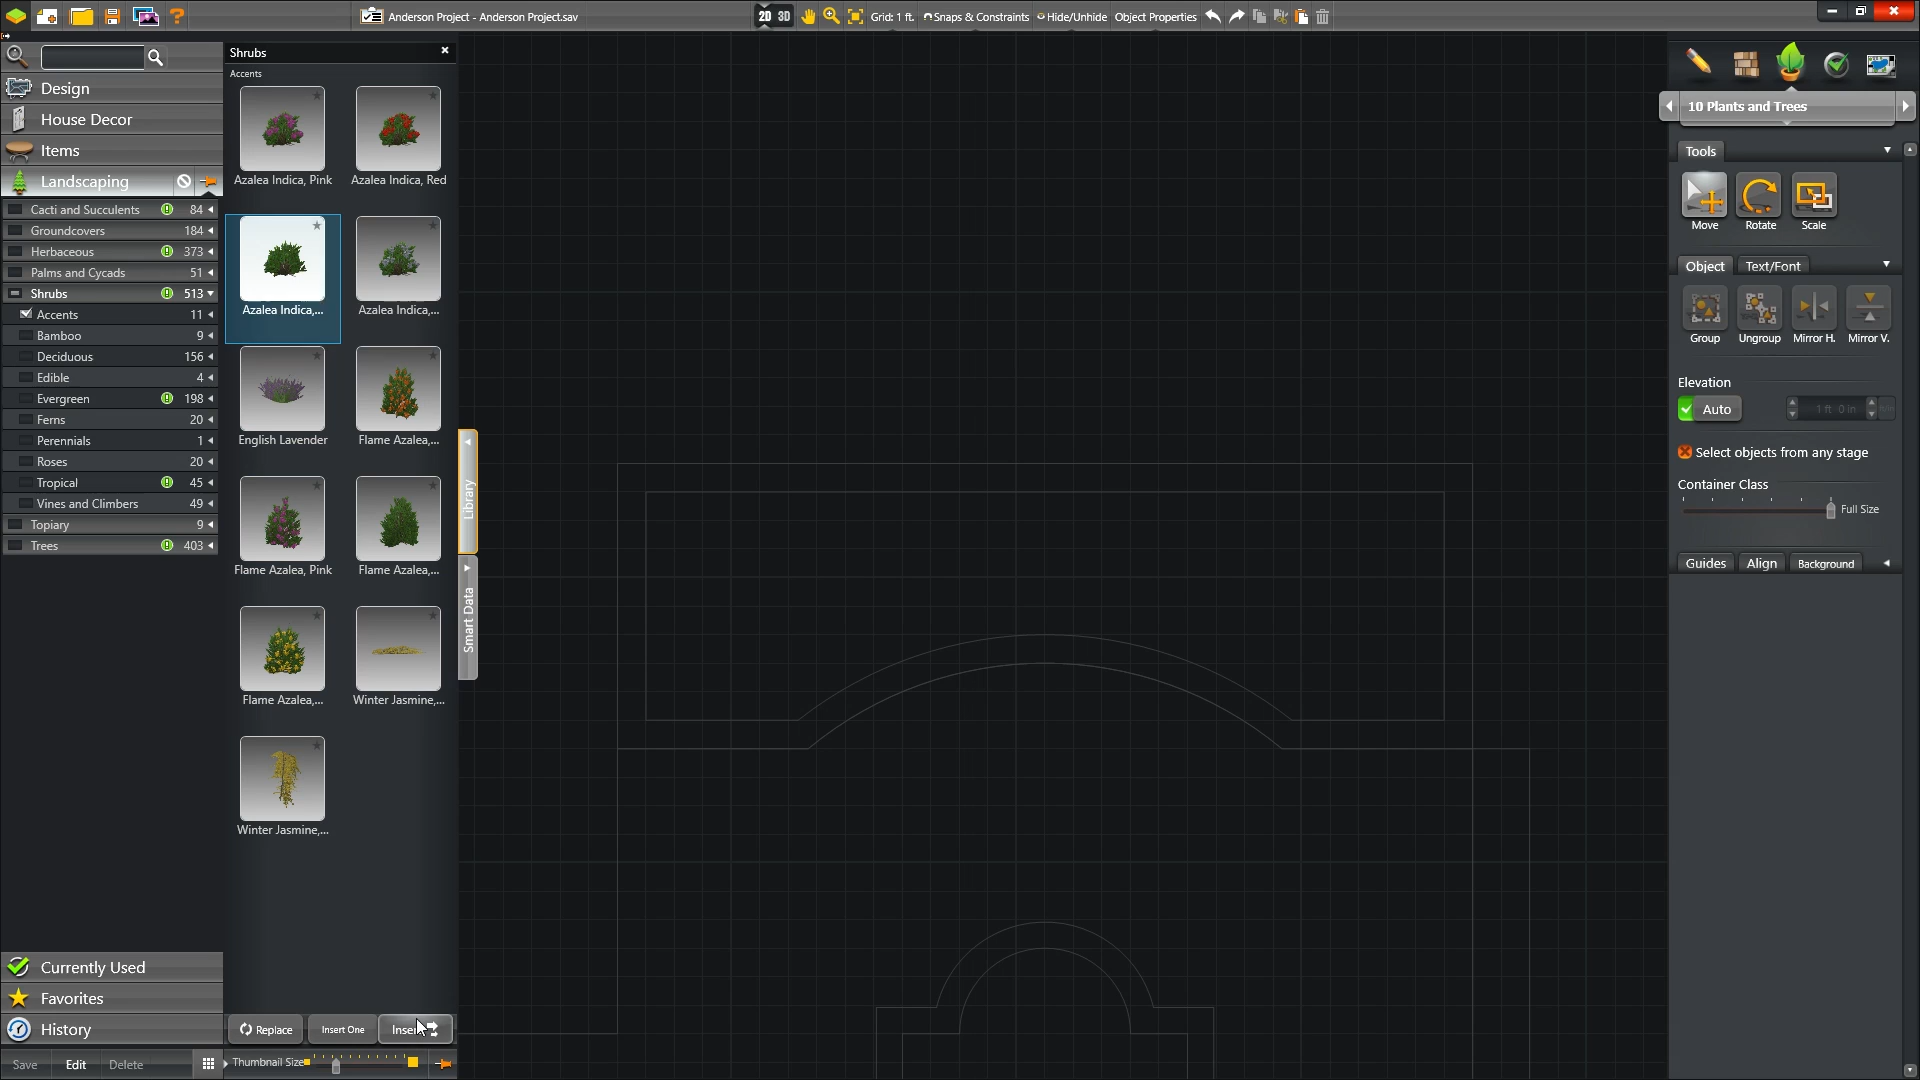 Anderson Project - Anderson Project.sav
2D 3D
Grid: 1 ft.
Snaps & Constraints
Hide/Unhide
Object Properties
Design
House Decor
Items
Landscaping
Cacti and Succulents 84
Groundcovers 184
Herbaceous 373
Palms and Cycads 51
Shrubs 513
Accents 11
Bamboo 9
Deciduous 156
Edible 4
Evergreen 198
Ferns 20
Perennials 1
Roses 20
Tropical 45
Vines and Climbers 49
Topiary 9
Trees 403
Currently Used
Favorites
History
Save Edit Delete
Shrubs
Accents
Azalea Indica, Pink
Azalea Indica, Red
Azalea Indica,...
Azalea Indica,...
English Lavender
Flame Azalea,...
Flame Azalea, Pink
Flame Azalea,...
Flame Azalea,...
Winter Jasmine,...
Winter Jasmine,...
Replace
Insert One
Thumbnail Size
Library
Smart Data
10 Plants and Trees
Tools
Move Rotate Scale
Object Text/Font
Group Ungroup Mirror H. Mirror V.
Elevation
Auto
1 ft 0 in
Select objects from any stage
Container Class
Full Size
Guides Align Background